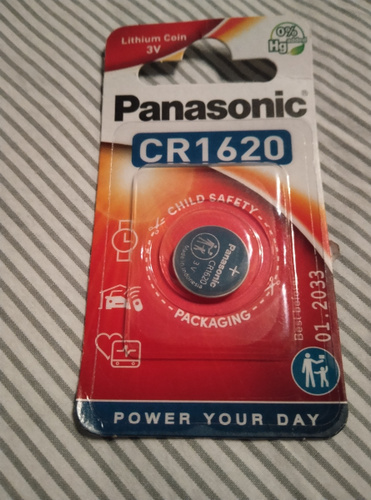 Lithium Coin
3V
0%
Hg
Panasonic
CR1620
CHILD SAFETY
Panasonic
+
CR1620
3 V
PACKAGING
Best before
01.2033
POWER YOUR DAY